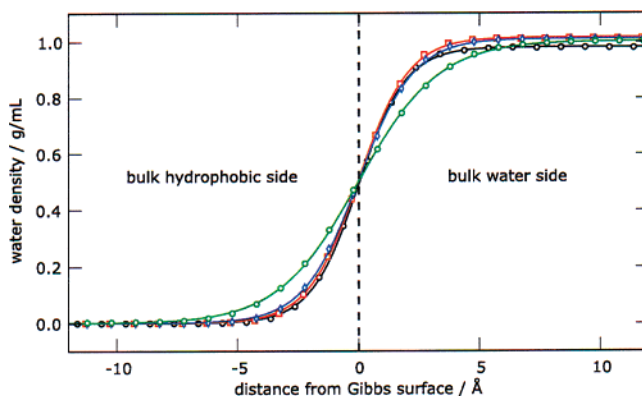 water density / g/mL
1.0
0.8
0.6
0.4
0.2
0.0
bulk hydrophobic side
bulk water side
-10
-5
0
5
10
distance from Gibbs surface / Å